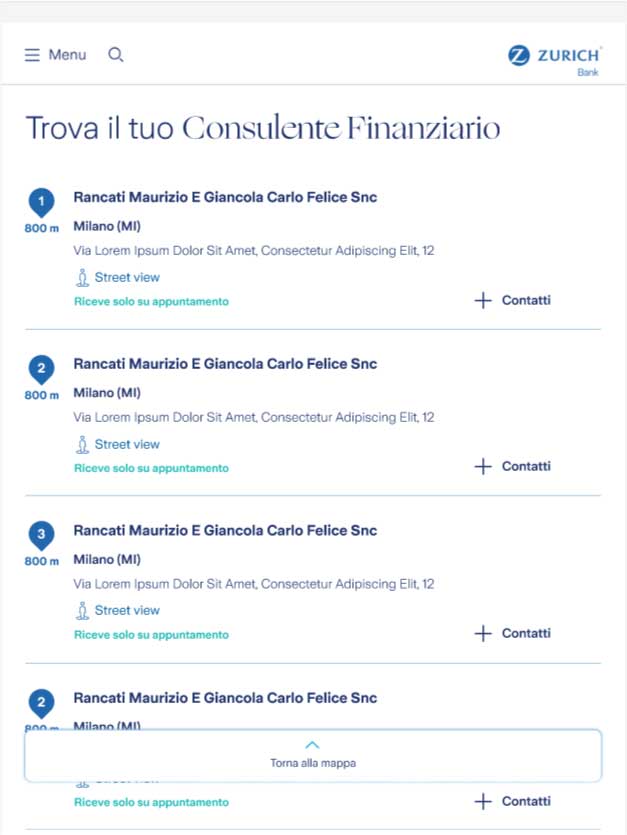 Menu
ZURICH
Bank
Trova il tuo Consulente Finanziario
1
800 m
Rancati Maurizio E Giancola Carlo Felice Snc
Milano (MI)
Via Lorem Ipsum Dolor Sit Amet, Consectetur Adipiscing Elit, 12
Street view
Riceve solo su appuntamento
Contatti
2
800 m
Rancati Maurizio E Giancola Carlo Felice Snc
Milano (MI)
Via Lorem Ipsum Dolor Sit Amet, Consectetur Adipiscing Elit, 12
Street view
Riceve solo su appuntamento
Contatti
3
800 m
Rancati Maurizio E Giancola Carlo Felice Snc
Milano (MI)
Via Lorem Ipsum Dolor Sit Amet, Consectetur Adipiscing Elit, 12
Street view
Riceve solo su appuntamento
Contatti
2
800 m
Rancati Maurizio E Giancola Carlo Felice Snc
Milano (MI)
Torna alla mappa
Riceve solo su appuntamento
Contatti